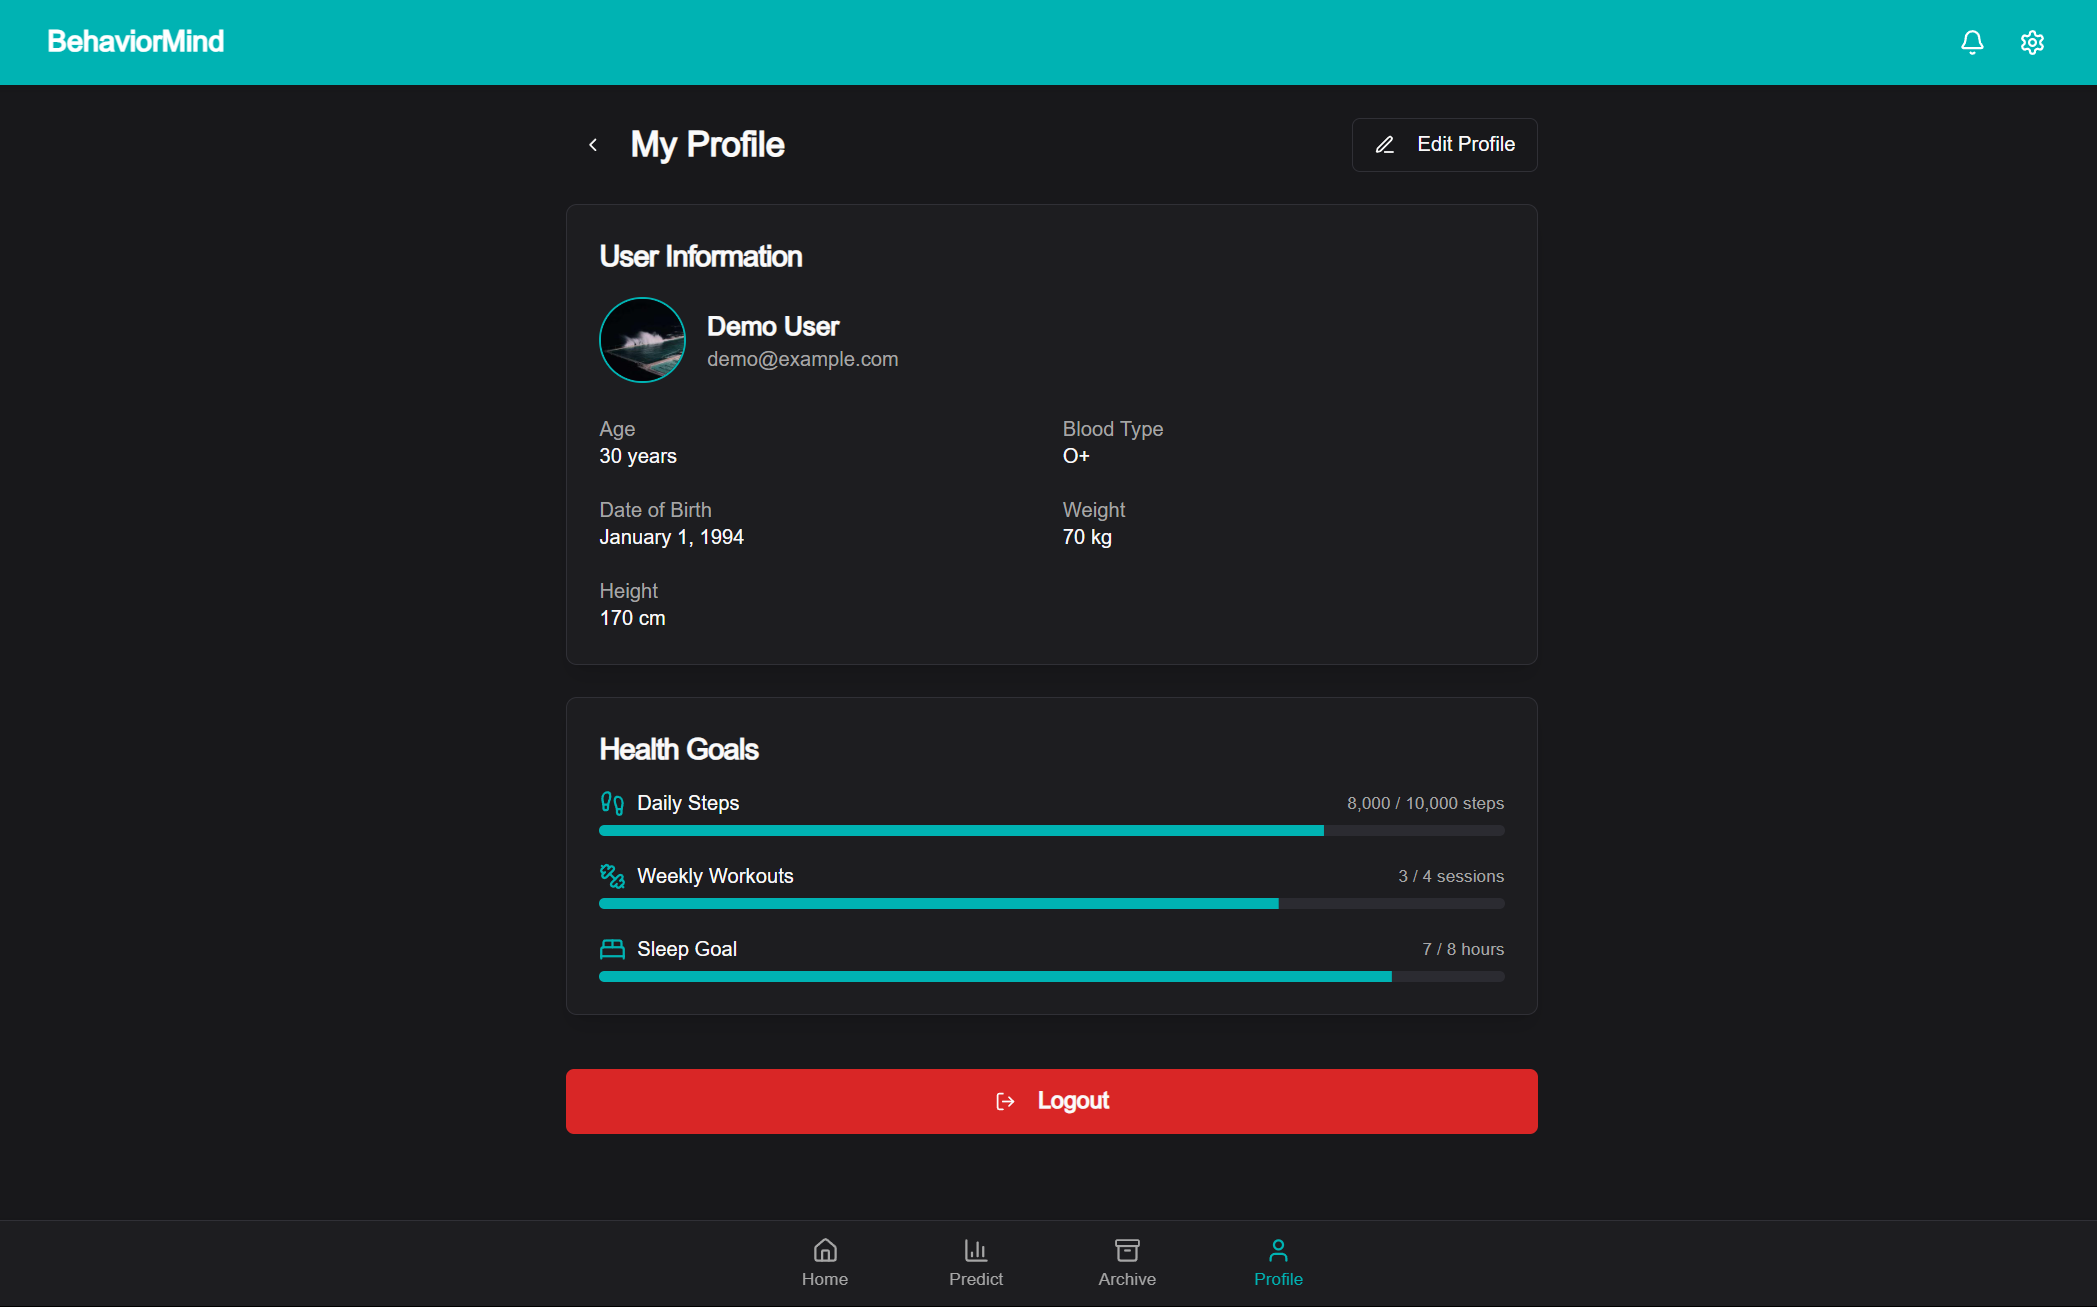 BehaviorMind
My Profile
Edit Profile
User Information
Demo User
demo@example.com
Age
30 years
Blood Type
O+
Date of Birth
January 1, 1994
Weight
70 kg
Height
170 cm
Health Goals
Daily Steps
8,000 / 10,000 steps
Weekly Workouts
3 / 4 sessions
Sleep Goal
7 / 8 hours
Logout
Home
Predict
Archive
Profile